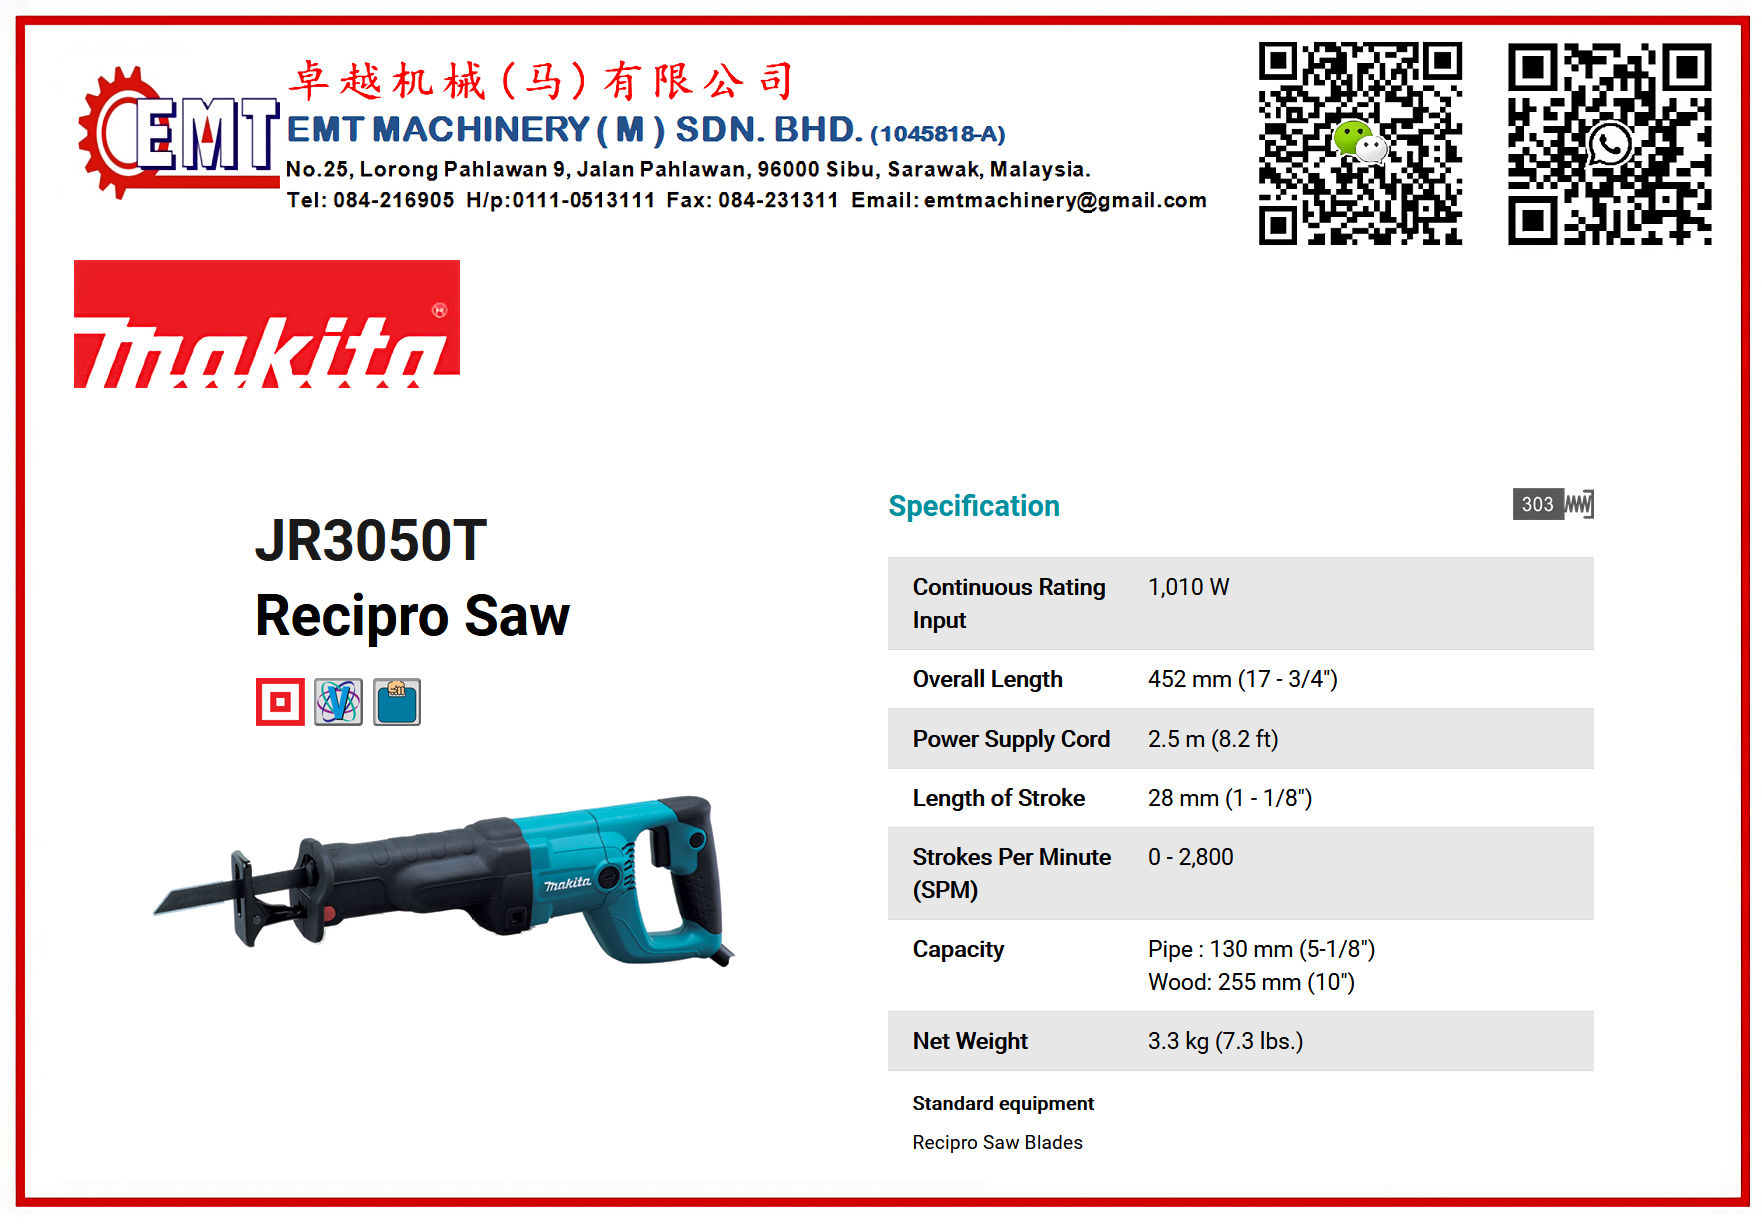 卓越机械(马)有限公司
EMT
EMT MACHINERY ( M ) SDN. BHD. (1045818-A)
No.25, Lorong Pahlawan 9, Jalan Pahlawan, 96000 Sibu, Sarawak, Malaysia.
Tel: 084-216905 H/p:0111-0513111 Fax: 084-231311 Email: emtmachinery@gmail.com
makita®
JR3050T
Recipro Saw
V
makita
Specification
303
Continuous Rating Input 1,010 W
Overall Length 452 mm (17 - 3/4")
Power Supply Cord 2.5 m (8.2 ft)
Length of Stroke 28 mm (1 - 1/8")
Strokes Per Minute (SPM) 0 - 2,800
Capacity Pipe : 130 mm (5-1/8")
Wood: 255 mm (10")
Net Weight 3.3 kg (7.3 lbs.)
Standard equipment
Recipro Saw Blades